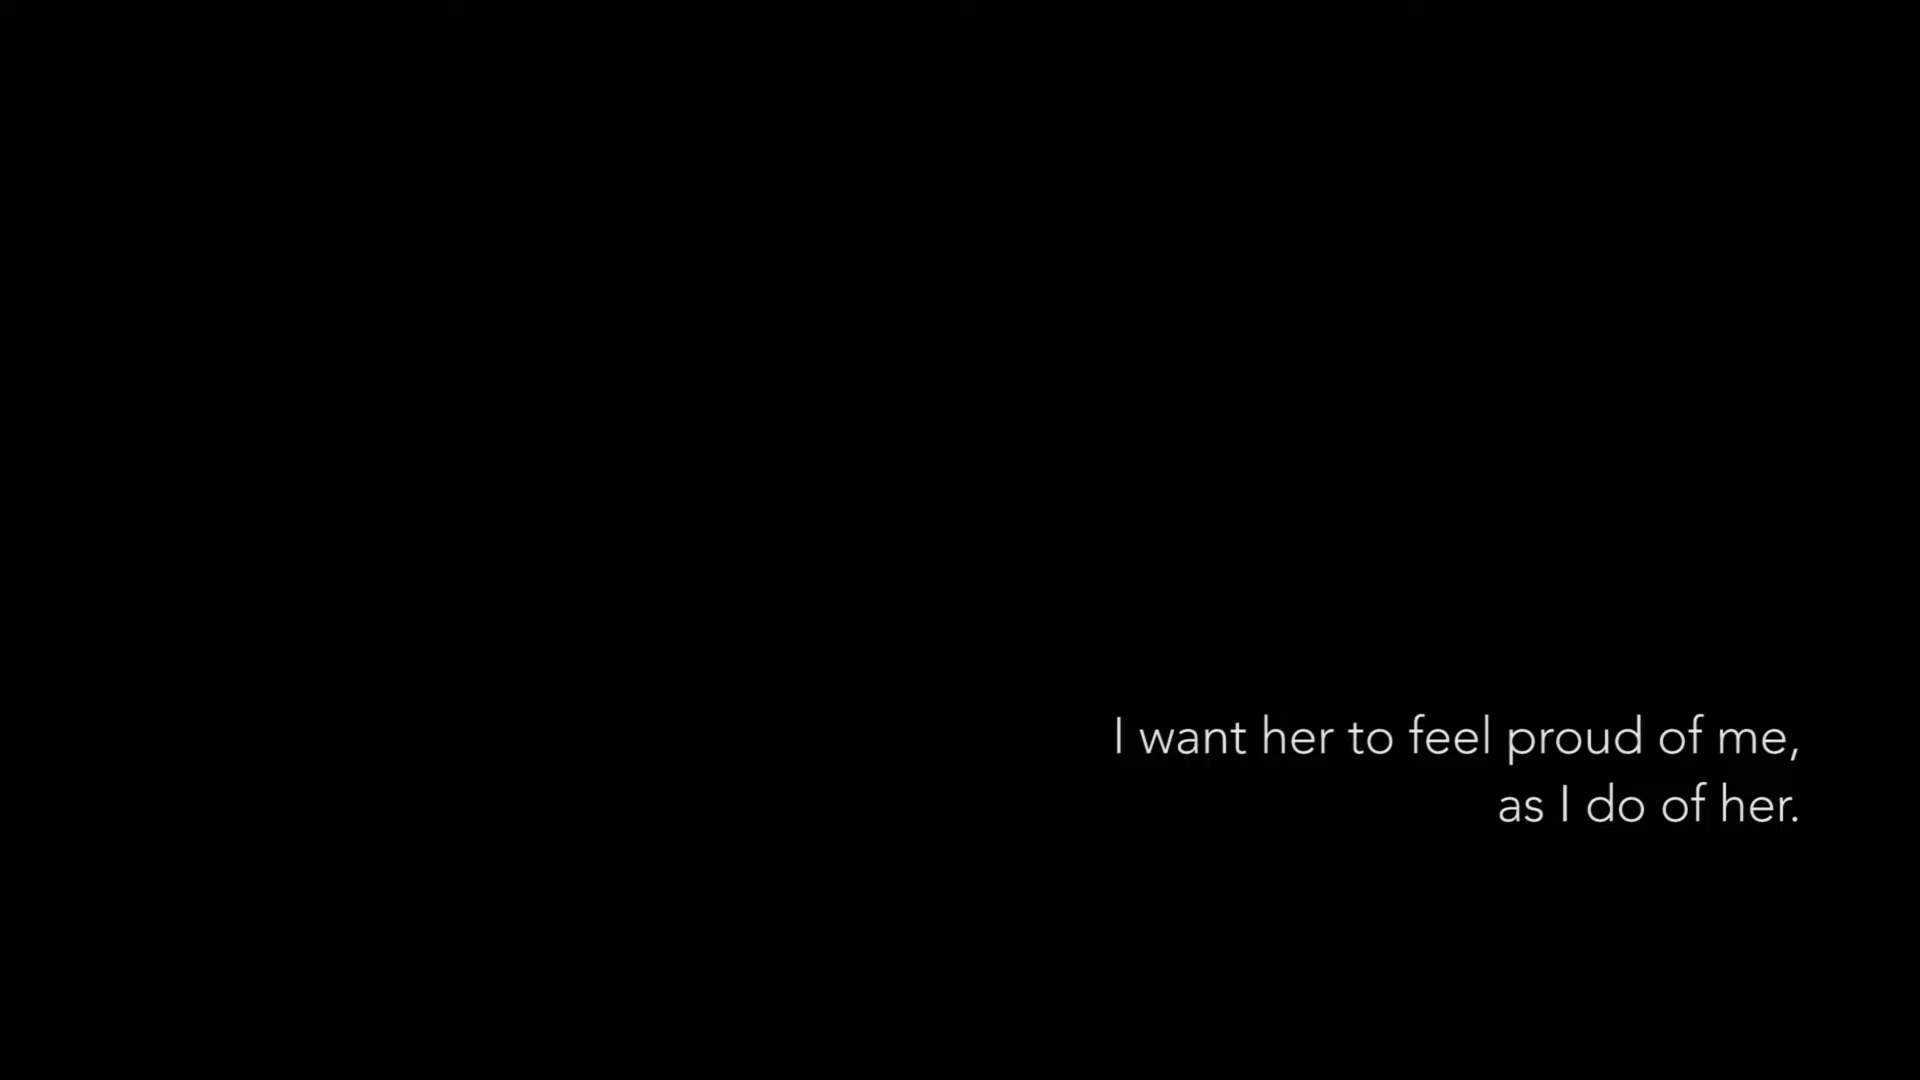 I want her to feel proud of me,
as I do of her.